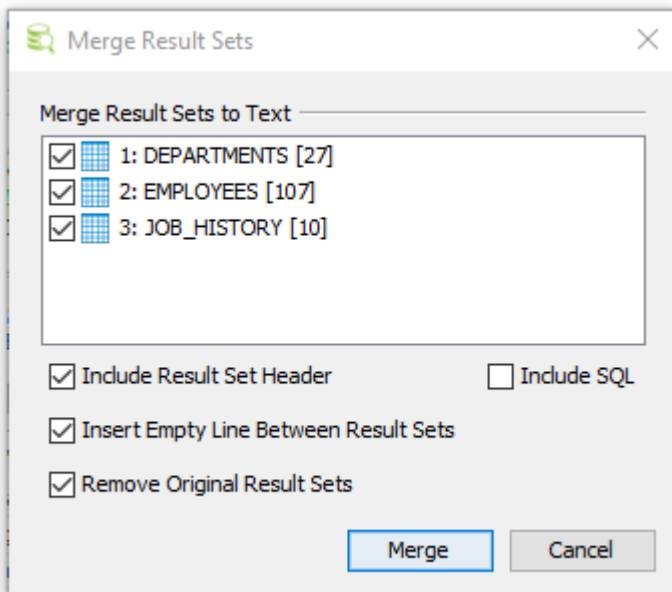 Merge Result Sets
Merge Result Sets to Text
1: DEPARTMENTS [27]
2: EMPLOYEES [107]
3: JOB_HISTORY [10]
Include Result Set Header Include SQL
Insert Empty Line Between Result Sets
Remove Original Result Sets
Merge Cancel